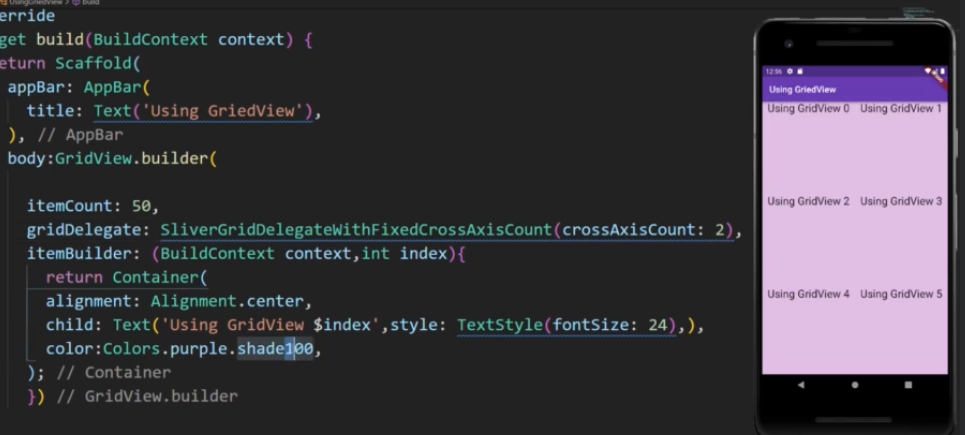 UsingGriedView > build
erride
get build(BuildContext context) {
eturn Scaffold(
appBar: AppBar(
title: Text('Using GriedView'),
), // AppBar
body:GridView.builder(
itemCount: 50,
gridDelegate: SliverGridDelegateWithFixedCrossAxisCount(crossAxisCount: 2),
itemBuilder: (BuildContext context,int index){
return Container(
alignment: Alignment.center,
child: Text('Using GridView $index',style: TextStyle(fontSize: 24),),
color:Colors.purple.shade100,
); // Container
}) // GridView.builder
12:56
Using GriedView
Using GridView 0 Using GridView 1
Using GridView 2 Using GridView 3
Using GridView 4 Using GridView 5